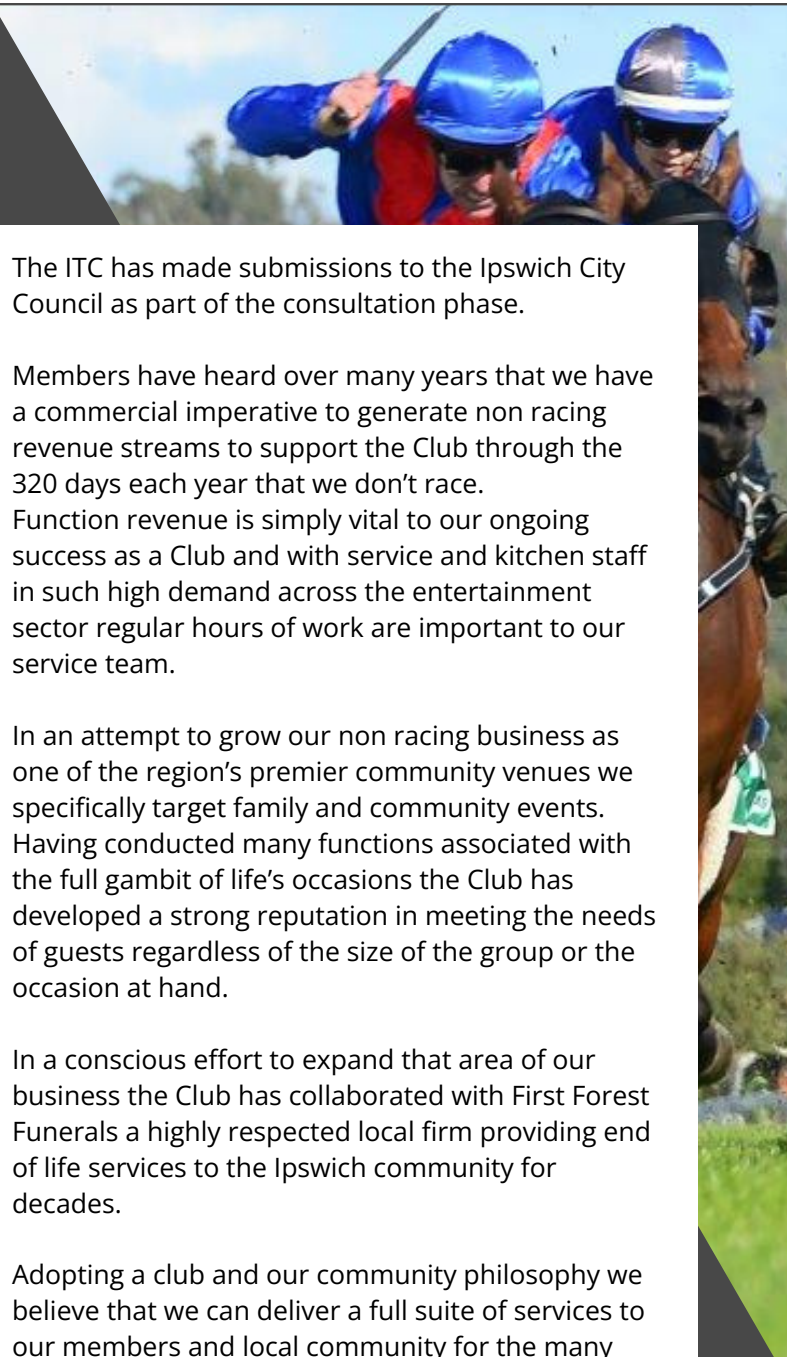 The ITC has made submissions to the Ipswich City
Council as part of the consultation phase.
Members have heard over many years that we have
a commercial imperative to generate non racing
revenue streams to support the Club through the
320 days each year that we don’t race.
Function revenue is simply vital to our ongoing
success as a Club and with service and kitchen staff
in such high demand across the entertainment
sector regular hours of work are important to our
service team.
In an attempt to grow our non racing business as
one of the region’s premier community venues we
specifically target family and community events.
Having conducted many functions associated with
the full gambit of life’s occasions the Club has
developed a strong reputation in meeting the needs
of guests regardless of the size of the group or the
occasion at hand.
In a conscious effort to expand that area of our
business the Club has collaborated with First Forest
Funerals a highly respected local firm providing end
of life services to the Ipswich community for
decades.
Adopting a club and our community philosophy we
believe that we can deliver a full suite of services to
our members and local community for the many